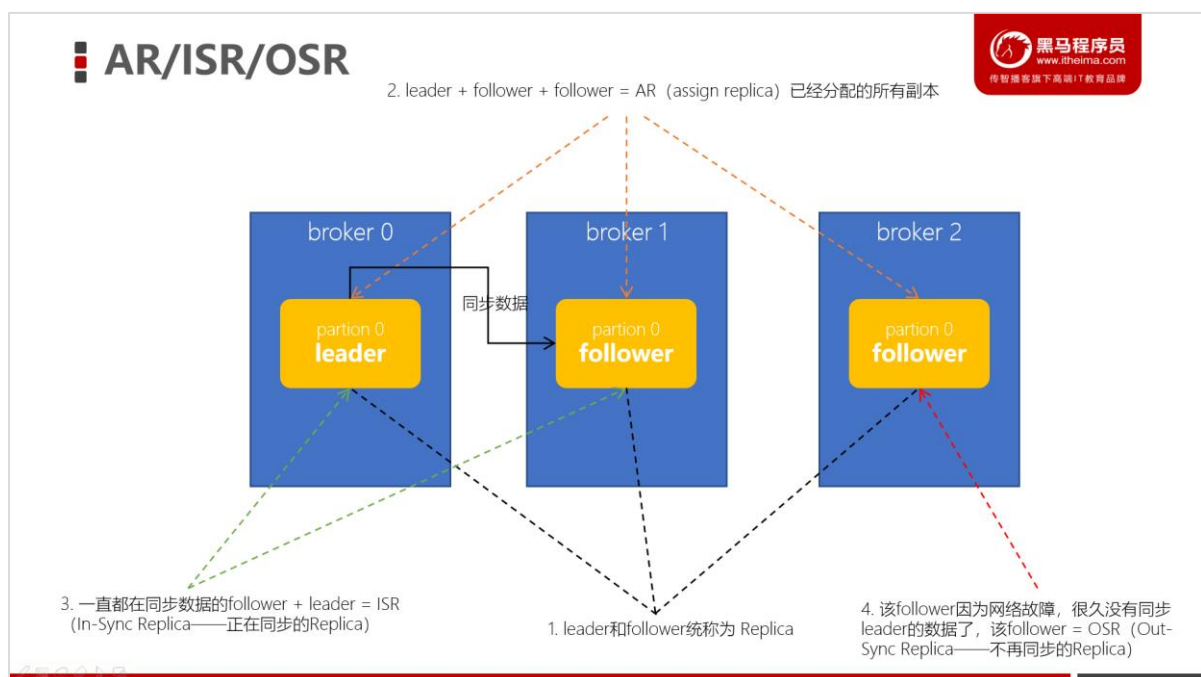 AR/ISR/OSR
黑马程序员
www.itheima.com
传智播客旗下高端IT教育品牌
2. leader + follower + follower = AR（assign replica）已经分配的所有副本
broker 0
broker 1
broker 2
同步数据
partion 0
leader
partion 0
follower
partion 0
follower
3. 一直都在同步数据的follower + leader = ISR
（In-Sync Replica——正在同步的Replica）
1. leader和follower统称为 Replica
4. 该follower因为网络故障，很久没有同步
leader的数据了，该follower = OSR（Out-
Sync Replica——不再同步的Replica）